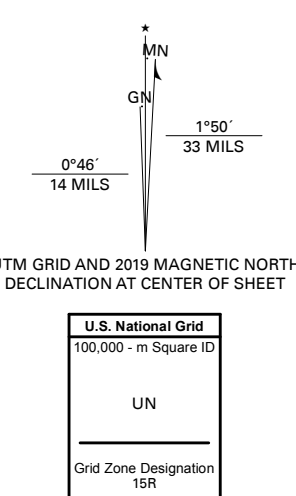 ★
MN
GN
1°50´
33 MILS
0°46´
14 MILS
UTM GRID AND 2019 MAGNETIC NORTH
DECLINATION AT CENTER OF SHEET
U.S. National Grid
100,000 - m Square ID
UN
Grid Zone Designation
15R